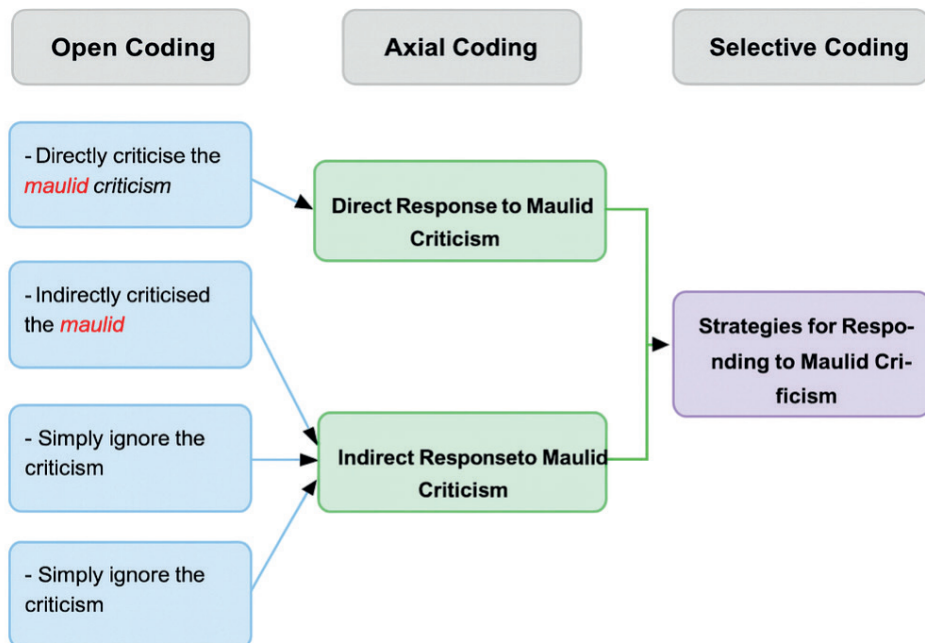 Open Coding
Axial Coding
Selective Coding
- Directly criticise the
maulid criticism
Direct Response to Maulid
Criticism
- Indirectly criticised
the maulid
Strategies for Respo-
nding to Maulid Cri-
ficism
- Simply ignore the
criticism
Indirect Responseto Maulid
Criticism
- Simply ignore the
criticism